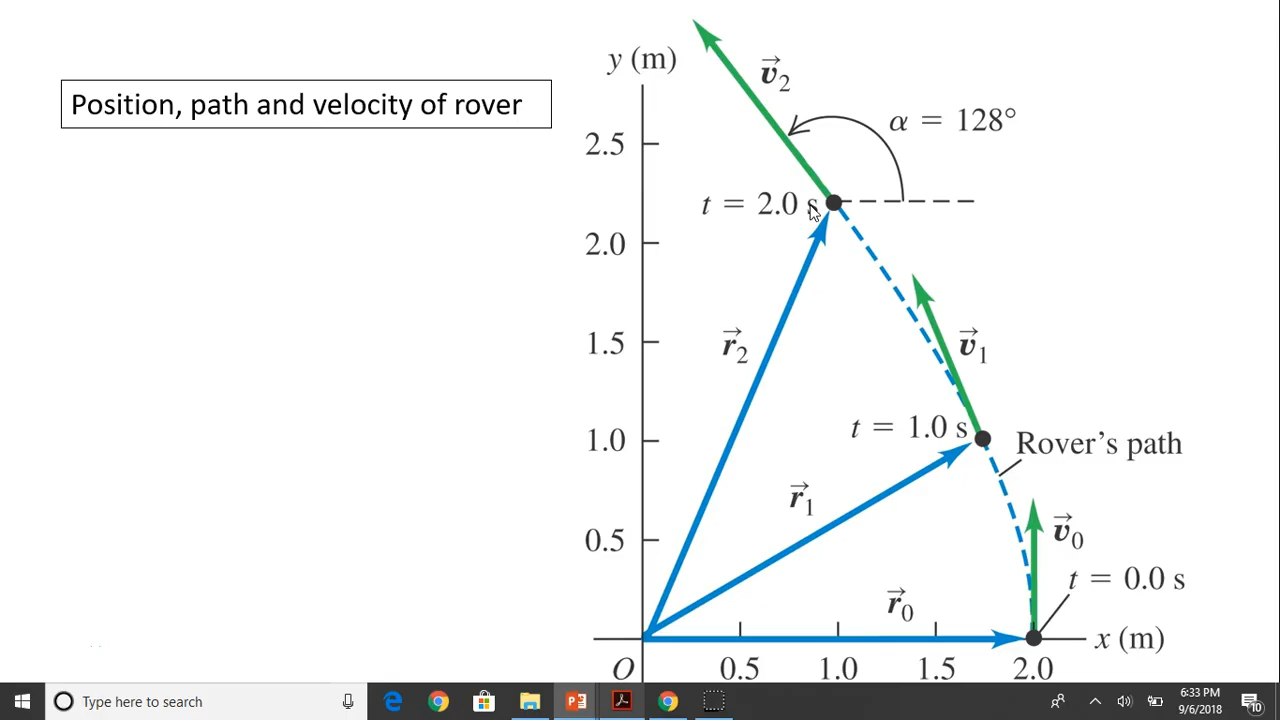 Position, path and velocity of rover
y (m)
v⃗₂
α = 128°
2.5
t = 2.0 s
2.0
r⃗₂
1.5
v⃗₁
t = 1.0 s
1.0
Rover's path
r⃗₁
0.5
v⃗₀
t = 0.0 s
r⃗₀
x (m)
O 0.5 1.0 1.5 2.0
Type here to search
6:33 PM
9/6/2018
10